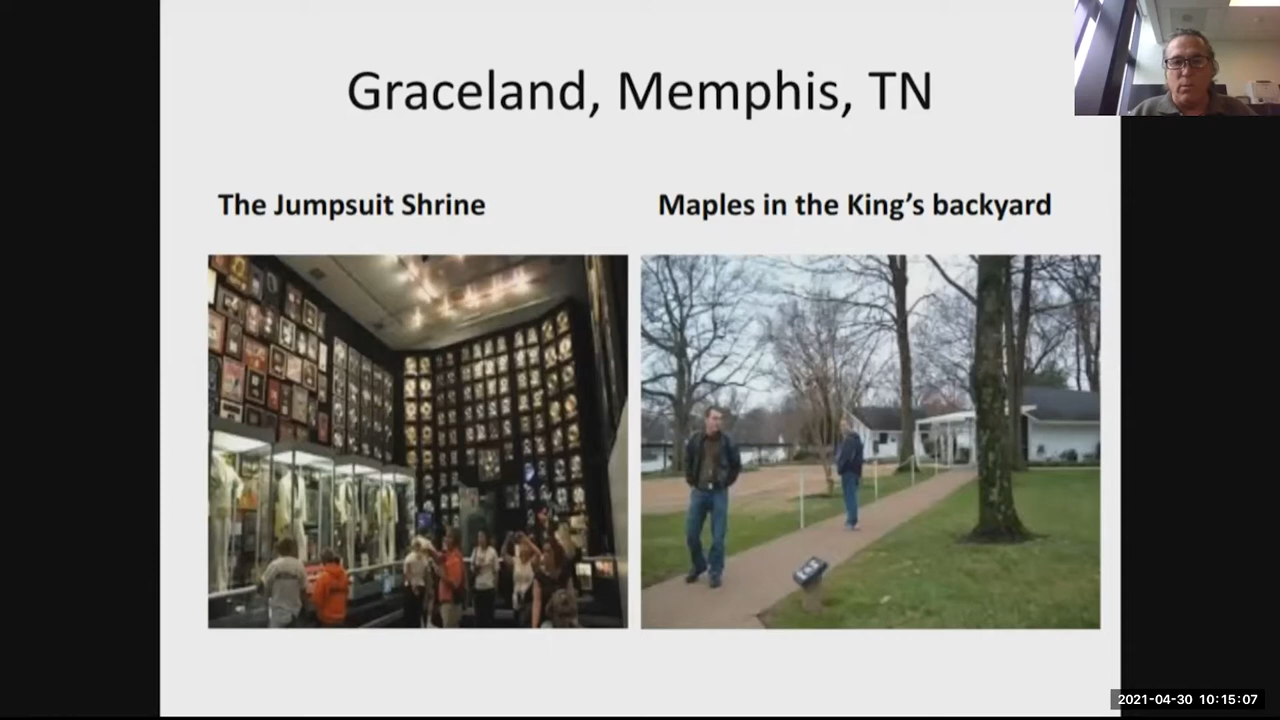 Graceland, Memphis, TN
The Jumpsuit Shrine
Maples in the King's backyard
2021-04-30 10:15:07